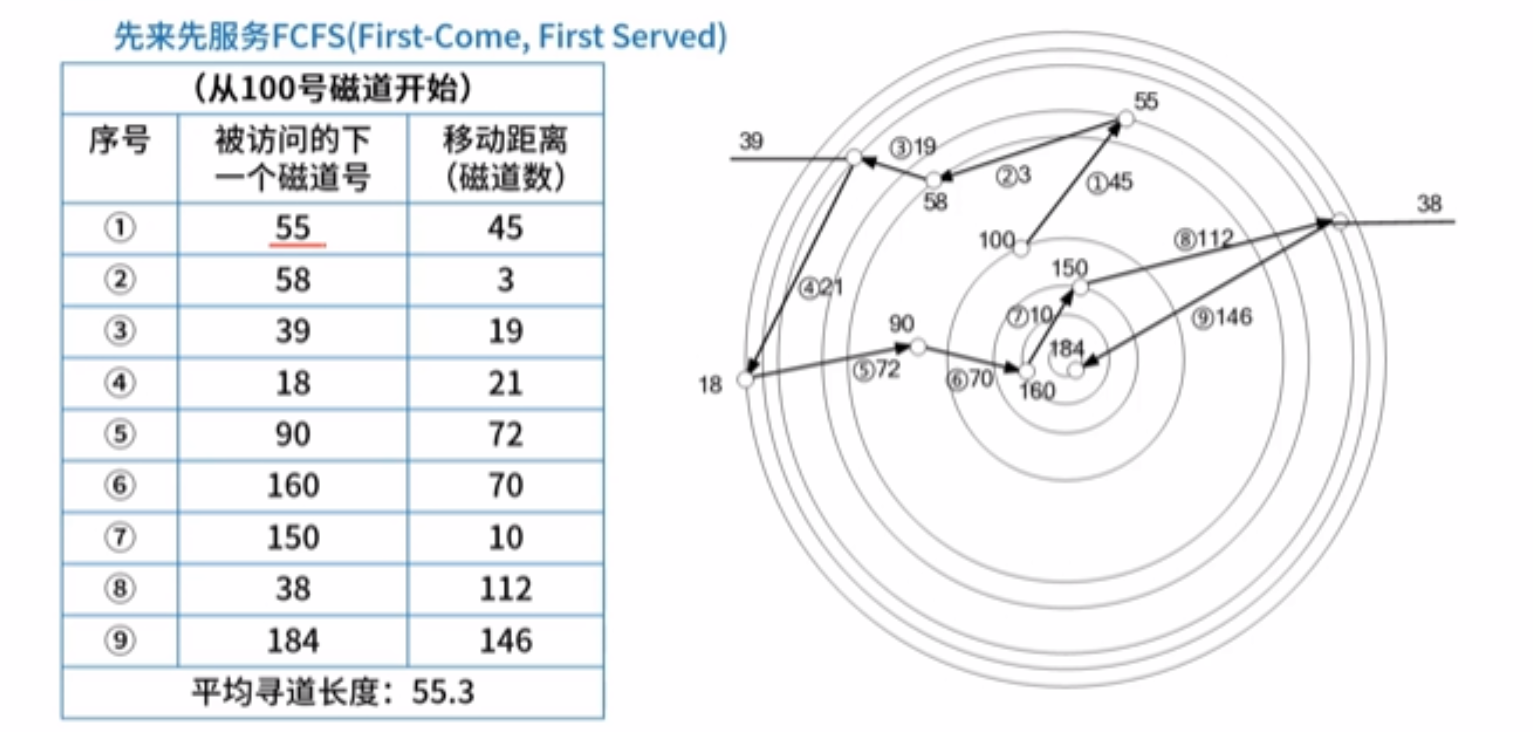 先来先服务FCFS(First-Come, First Served)
（从100号磁道开始）
序号 被访问的下一个磁道号 移动距离（磁道数）
① 55 45
② 58 3
③ 39 19
④ 18 21
⑤ 90 72
⑥ 160 70
⑦ 150 10
⑧ 38 112
⑨ 184 146
平均寻道长度：55.3
55
39
③19
②3
①45
58
38
100
⑧112
150
④21
⑦10
⑨146
90
184
⑤72
⑥70
18
160